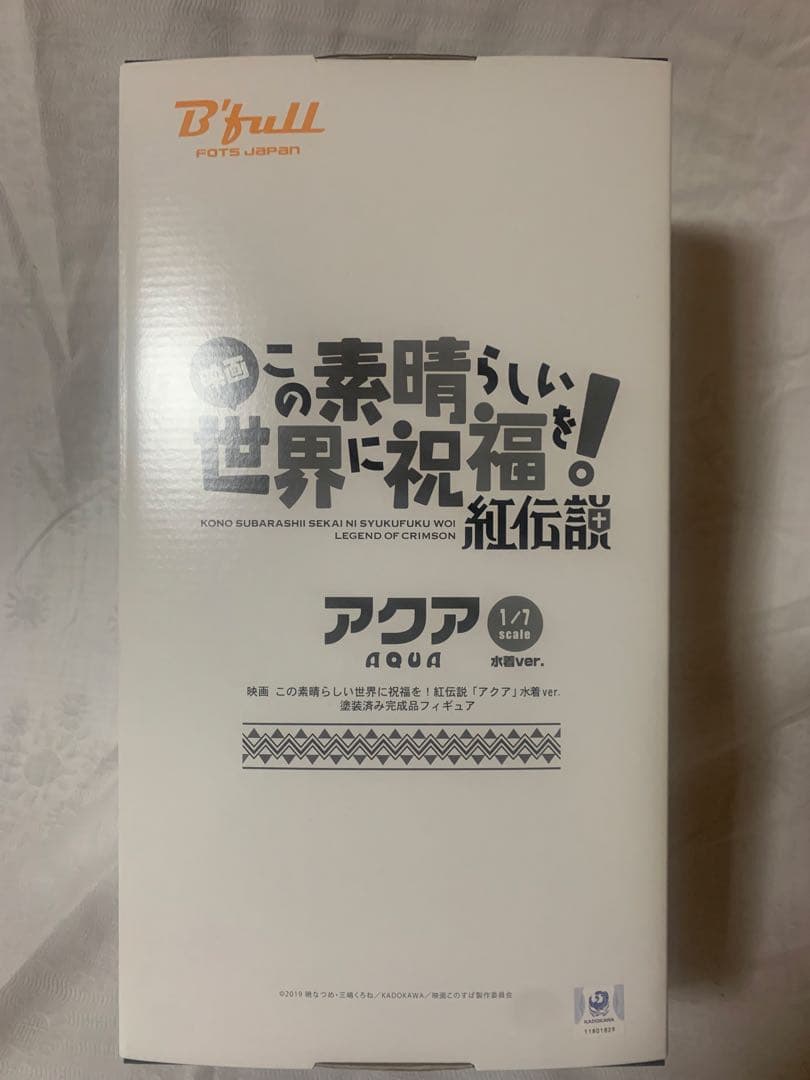 B'full
FOTS JAPAN
映画
この素晴らしい
世界に祝福を!
KONO SUBARASHII SEKAI NI SYUKUFUKU WO!
LEGEND OF CRIMSON
紅伝説
アクア
AQUA
1/7
scale
水着ver.
映画 この素晴らしい世界に祝福を!紅伝説「アクア」水着ver.
塗装済み完成品フィギュア
©2019 暁なつめ・三嶋くろね／KADOKAWA／映画このすば製作委員会
KADOKAWA
11801829